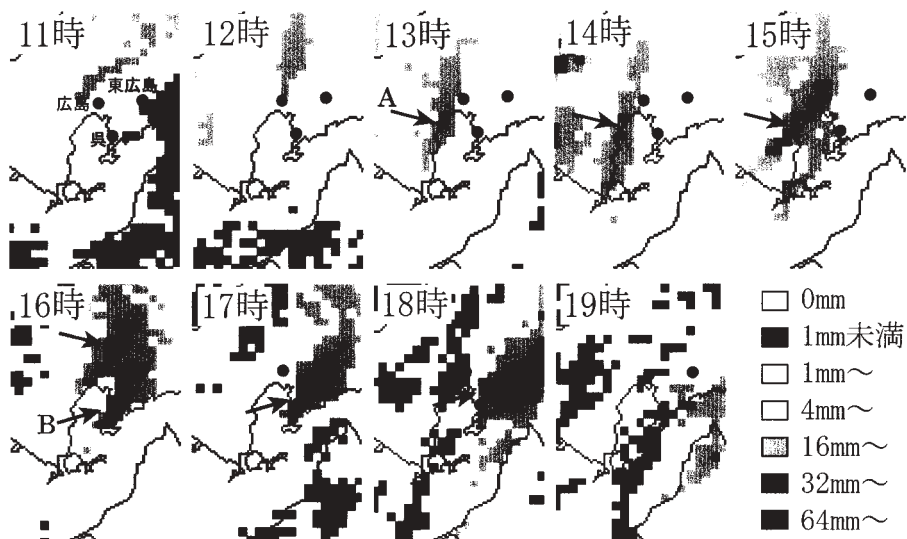 11時
12時
13時
14時
15時
東広島
広島
呉
A
16時
17時
18時
19時
B
0mm
1mm未満
1mm～
4mm～
16mm～
32mm～
64mm～